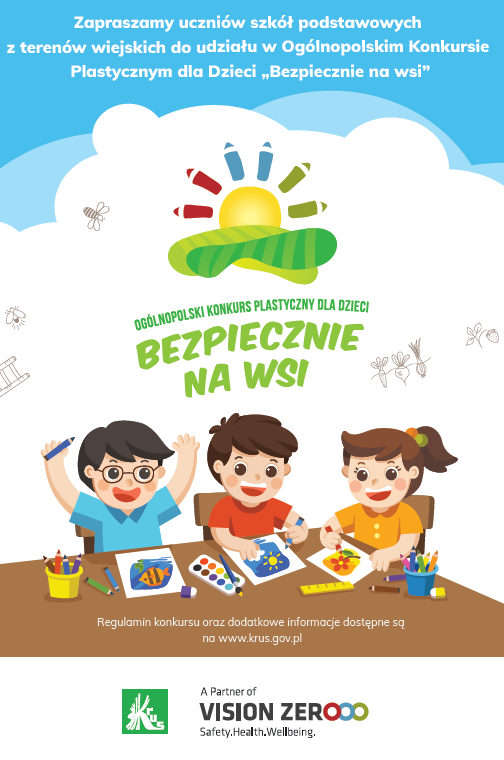 Zapraszamy uczniów szkół podstawowych
z terenów wiejskich do udziału w Ogólnopolskim Konkursie
Plastycznym dla Dzieci „Bezpiecznie na wsi”
OGÓLNOPOLSKI KONKURS PLASTYCZNY DLA DZIECI
BEZPIECZNIE
NA WSI
Regulamin konkursu oraz dodatkowe informacje dostępne są
na www.krus.gov.pl
Krus
A Partner of
VISION ZEROOO
Safety.Health.Wellbeing.